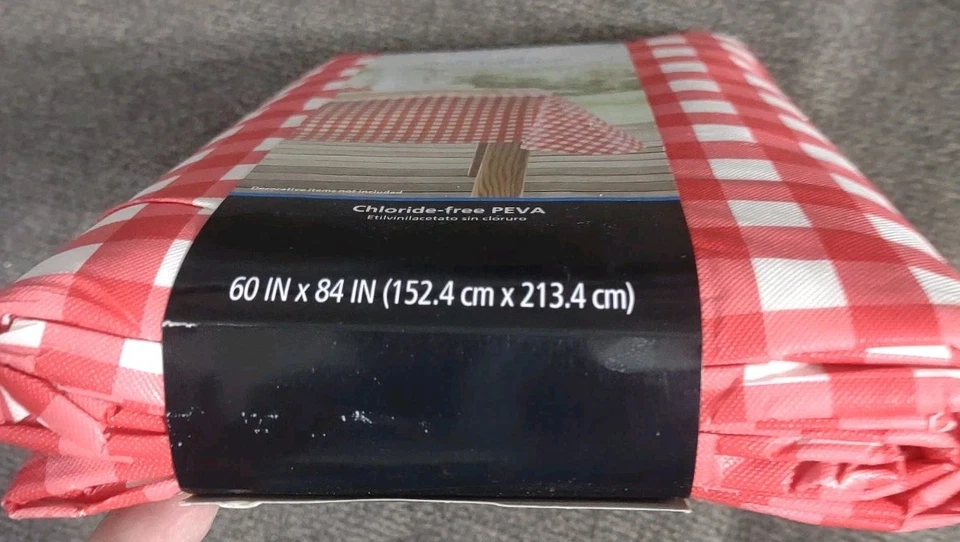 Decorative items not included
Chloride-free PEVA
Etilvinilacetato sin cloruro
60 IN x 84 IN (152.4 cm x 213.4 cm)